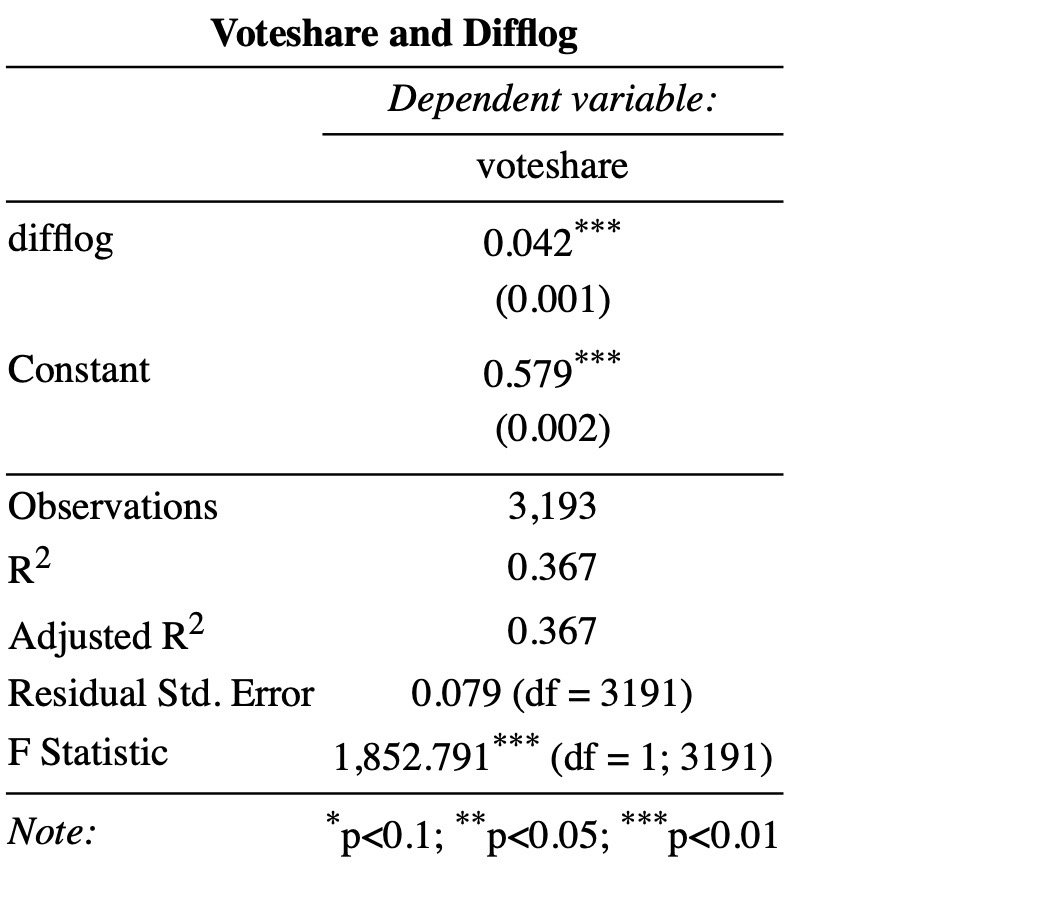 Voteshare and Difflog
Dependent variable:
voteshare
difflog 0.042***
(0.001)
Constant 0.579***
(0.002)
Observations 3,193
R2 0.367
Adjusted R2 0.367
Residual Std. Error 0.079 (df = 3191)
F Statistic 1,852.791*** (df = 1; 3191)
Note: *p<0.1; **p<0.05; ***p<0.01